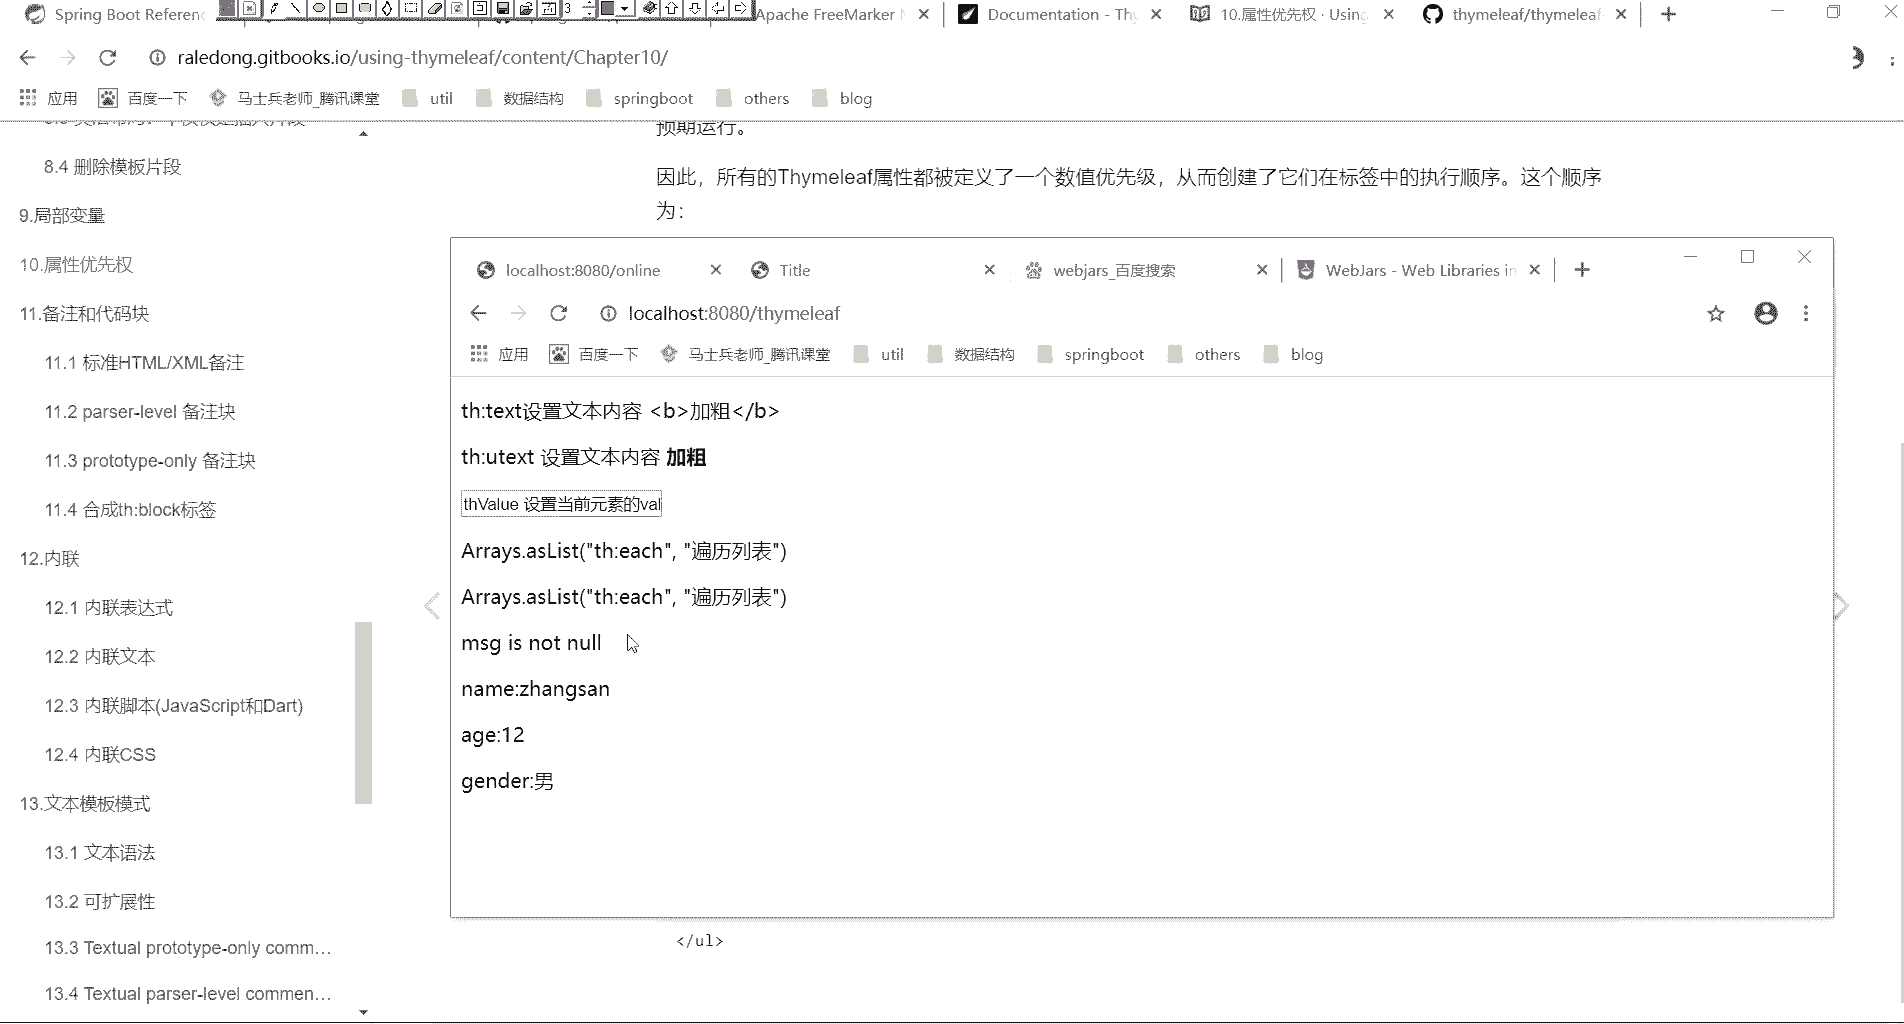 Spring Boot Referen
3
Apache FreeMarker
Documentation - Th
10.属性优先权 · Using
thymeleaf/thymeleaf-
raledong.gitbooks.io/using-thymeleaf/content/Chapter10/
应用 百度一下 马士兵老师_腾讯课堂 util 数据结构 springboot others blog
8.4 删除模板片段
9.局部变量
10.属性优先权
11.备注和代码块
11.1 标准HTML/XML备注
11.2 parser-level 备注块
11.3 prototype-only 备注块
11.4 合成th:block标签
12.内联
12.1 内联表达式
12.2 内联文本
12.3 内联脚本(JavaScript和Dart)
12.4 内联CSS
13.文本模板模式
13.1 文本语法
13.2 可扩展性
13.3 Textual prototype-only comm…
13.4 Textual parser-level commen…
预期运行。
因此，所有的Thymeleaf属性都被定义了一个数值优先级，从而创建了它们在标签中的执行顺序。这个顺序
为：
localhost:8080/online
Title
webjars_百度搜索
WebJars - Web Libraries in
localhost:8080/thymeleaf
应用 百度一下 马士兵老师_腾讯课堂 util 数据结构 springboot others blog
th:text设置文本内容 <b>加粗</b>
th:utext 设置文本内容 加粗
thValue 设置当前元素的val
Arrays.asList("th:each", "遍历列表")
Arrays.asList("th:each", "遍历列表")
msg is not null
name:zhangsan
age:12
gender:男
</ul>